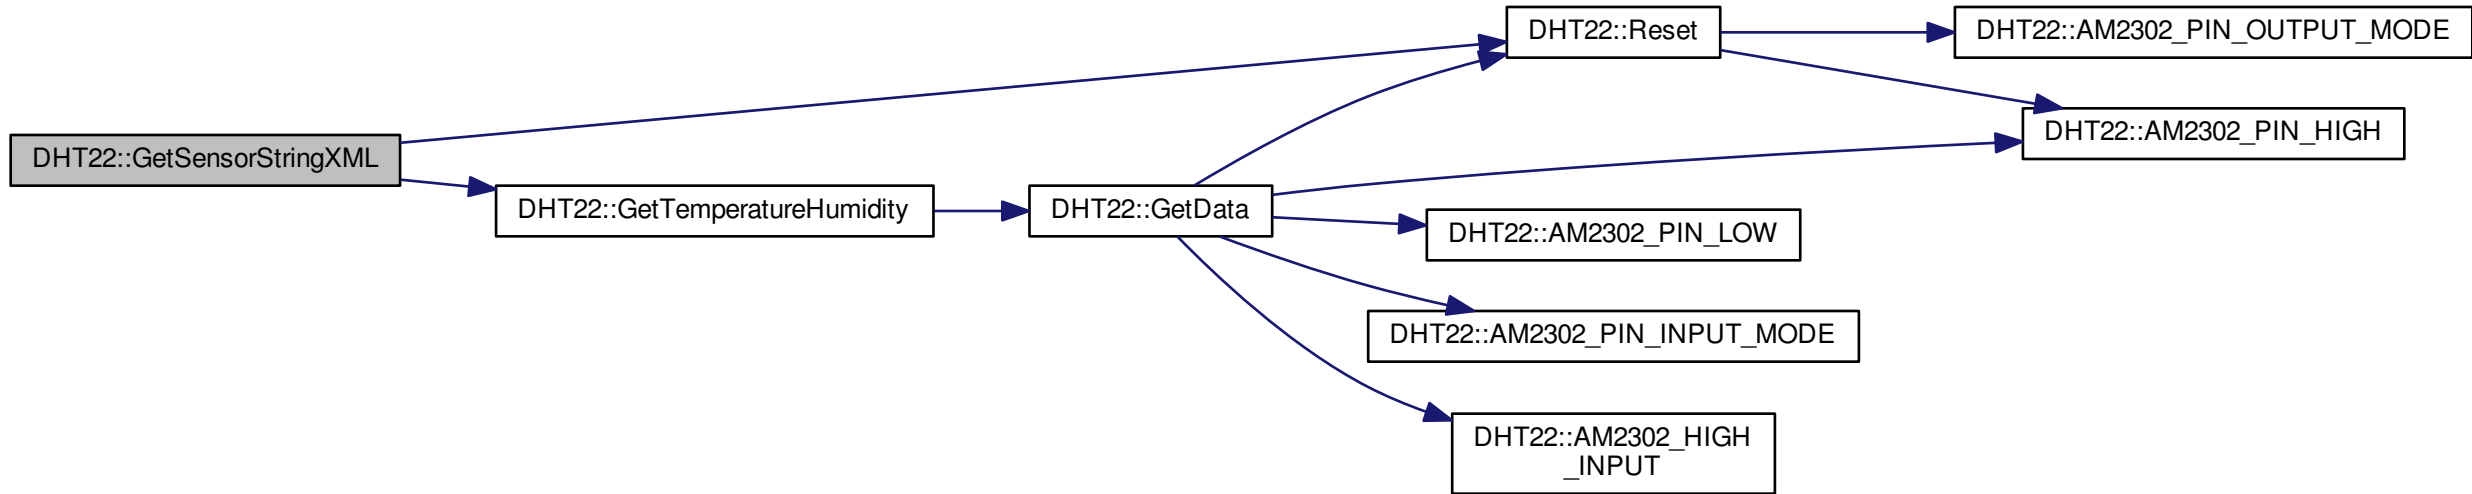 DHT22::Reset
DHT22::AM2302_PIN_OUTPUT_MODE
DHT22::AM2302_PIN_HIGH
DHT22::GetSensorStringXML
DHT22::GetTemperatureHumidity
DHT22::GetData
DHT22::AM2302_PIN_LOW
DHT22::AM2302_PIN_INPUT_MODE
DHT22::AM2302_HIGH
_INPUT